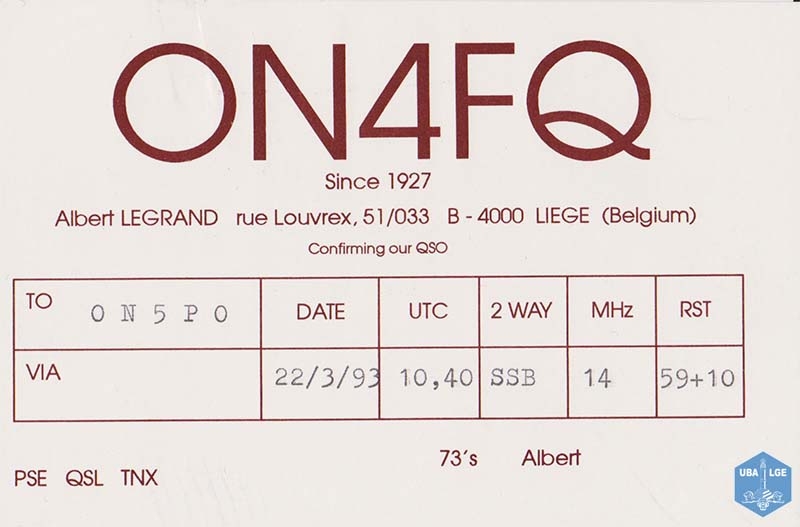 ON4FQ
Since 1927
Albert LEGRAND rue Louvrex, 51/033 B - 4000 LIEGE (Belgium)
Confirming our QSO
TO ON5PO DATE UTC 2 WAY MHz RST
VIA 22/3/93 10,40 SSB 14 59+10
73's Albert
PSE QSL TNX
UBA LGE